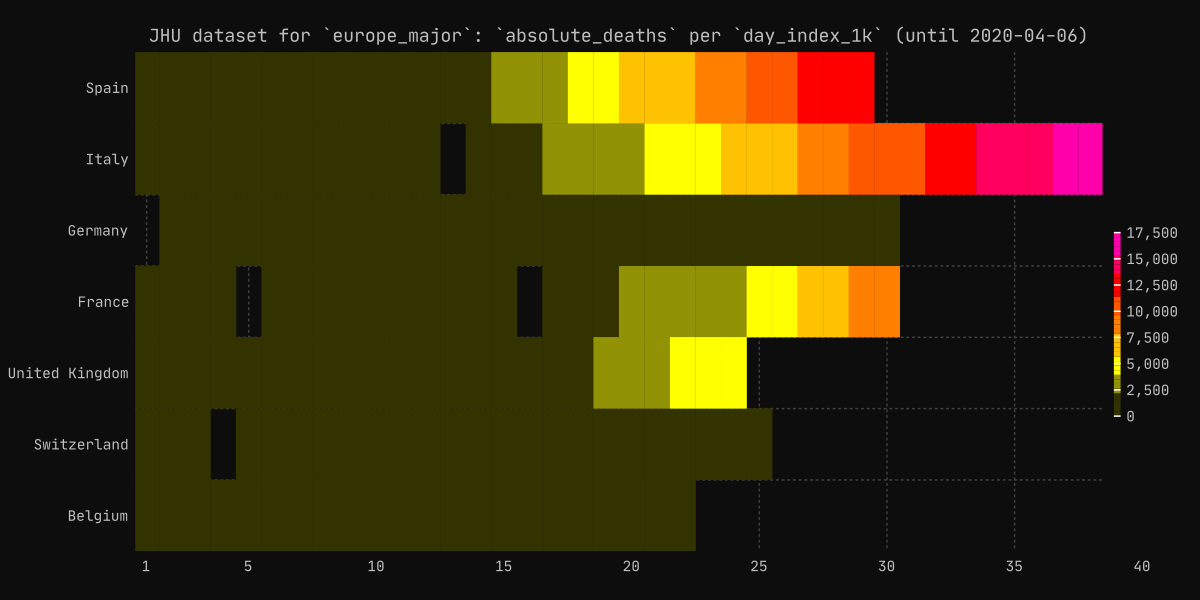 JHU dataset for `europe_major`: `absolute_deaths` per `day_index_1k` (until 2020-04-06)
Spain
Italy
Germany
France
United Kingdom
Switzerland
Belgium
17,500
15,000
12,500
10,000
7,500
5,000
2,500
0
1 5 10 15 20 25 30 35 40